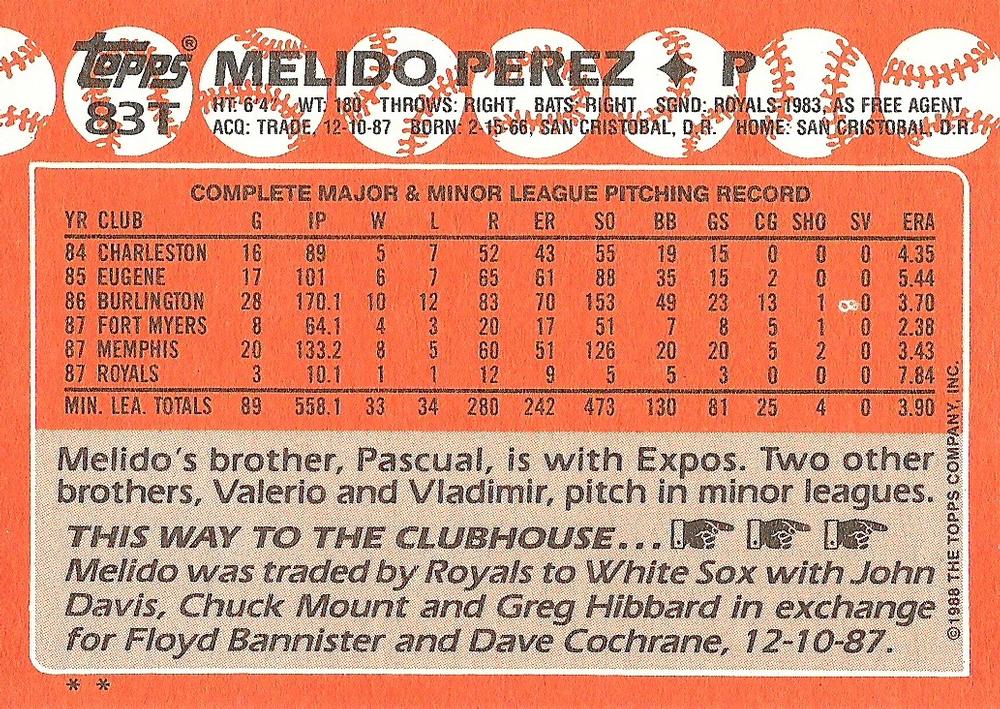 Topps® MELIDO PEREZ ✦ P
83T HT: 6'4" WT: 180 THROWS: RIGHT BATS: RIGHT SGND: ROYALS-1983, AS FREE AGENT
ACQ: TRADE, 12-10-87 BORN: 2-15-66, SAN CRISTOBAL, D.R. HOME: SAN CRISTOBAL, D.R.
COMPLETE MAJOR & MINOR LEAGUE PITCHING RECORD
YR CLUB G IP W L R ER SO BB GS CG SHO SV ERA
84 CHARLESTON 16 89 5 7 52 43 55 19 15 0 0 0 4.35
85 EUGENE 17 101 6 7 65 61 88 35 15 2 0 0 5.44
86 BURLINGTON 28 170.1 10 12 83 70 153 49 23 13 1 0 3.70
87 FORT MYERS 8 64.1 4 3 20 17 51 7 8 5 1 0 2.38
87 MEMPHIS 20 133.2 8 5 60 51 126 20 20 5 2 0 3.43
87 ROYALS 3 10.1 1 1 12 9 5 5 3 0 0 0 7.84
MIN. LEA. TOTALS 89 558.1 33 34 280 242 473 130 81 25 4 0 3.90
Melido's brother, Pascual, is with Expos. Two other
brothers, Valerio and Vladimir, pitch in minor leagues.
THIS WAY TO THE CLUBHOUSE...
Melido was traded by Royals to White Sox with John
Davis, Chuck Mount and Greg Hibbard in exchange
for Floyd Bannister and Dave Cochrane, 12-10-87.
©1988 THE TOPPS COMPANY, INC.
* *